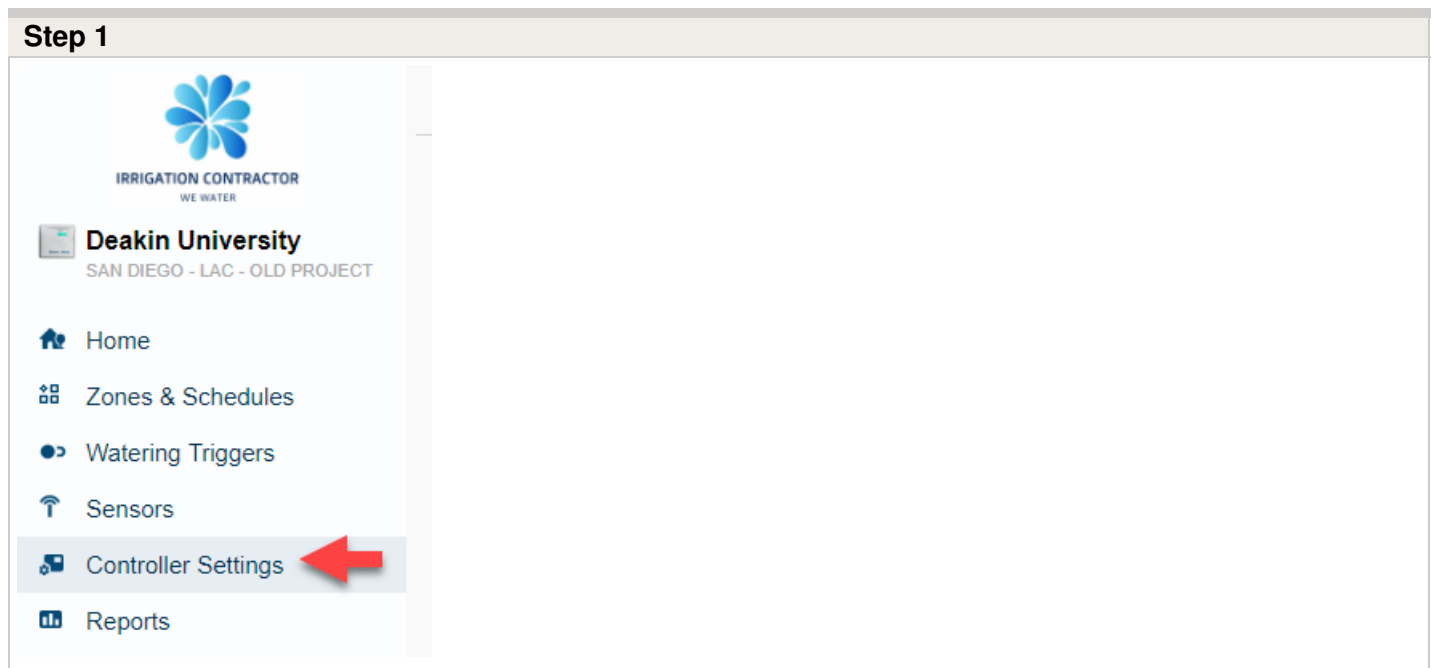 Step 1
IRRIGATION CONTRACTOR
WE WATER
Deakin University
SAN DIEGO - LAC - OLD PROJECT
Home
Zones & Schedules
Watering Triggers
Sensors
Controller Settings
Reports